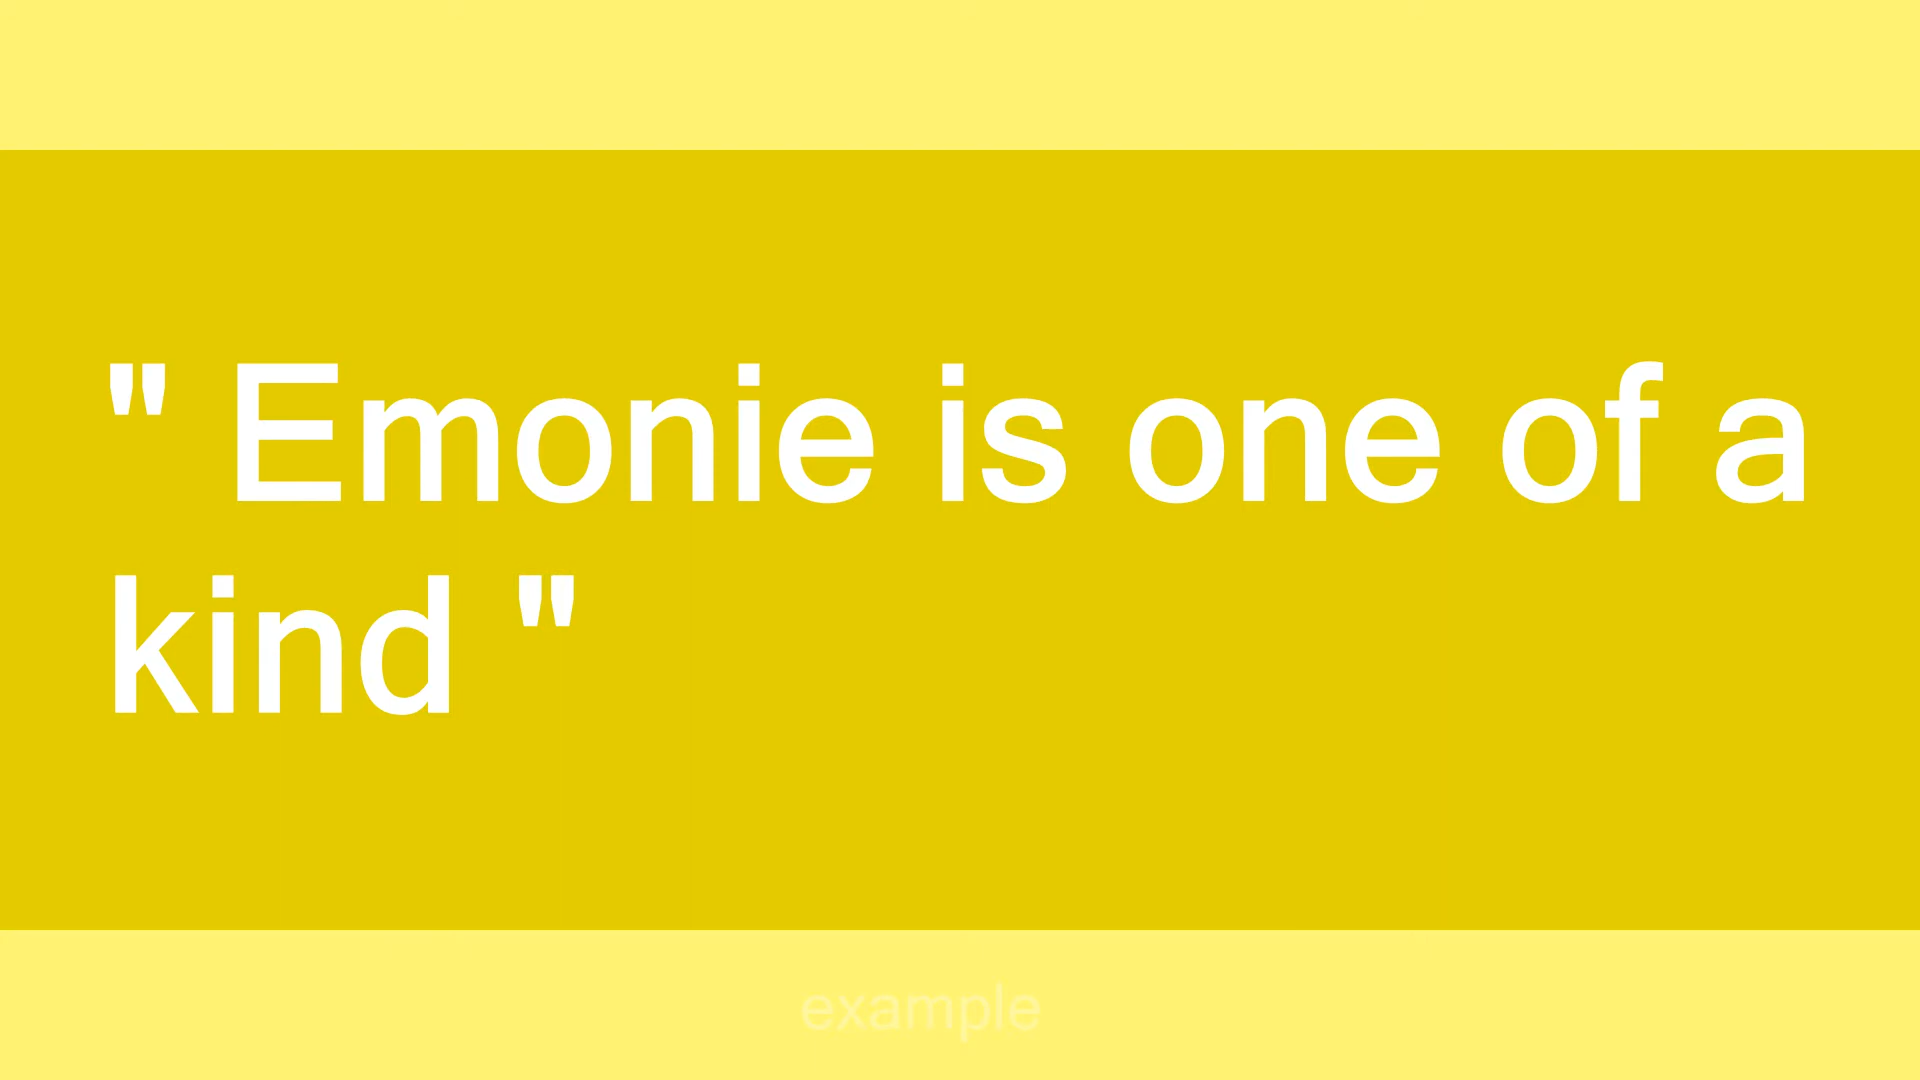 " Emonie is one of a
kind "
example